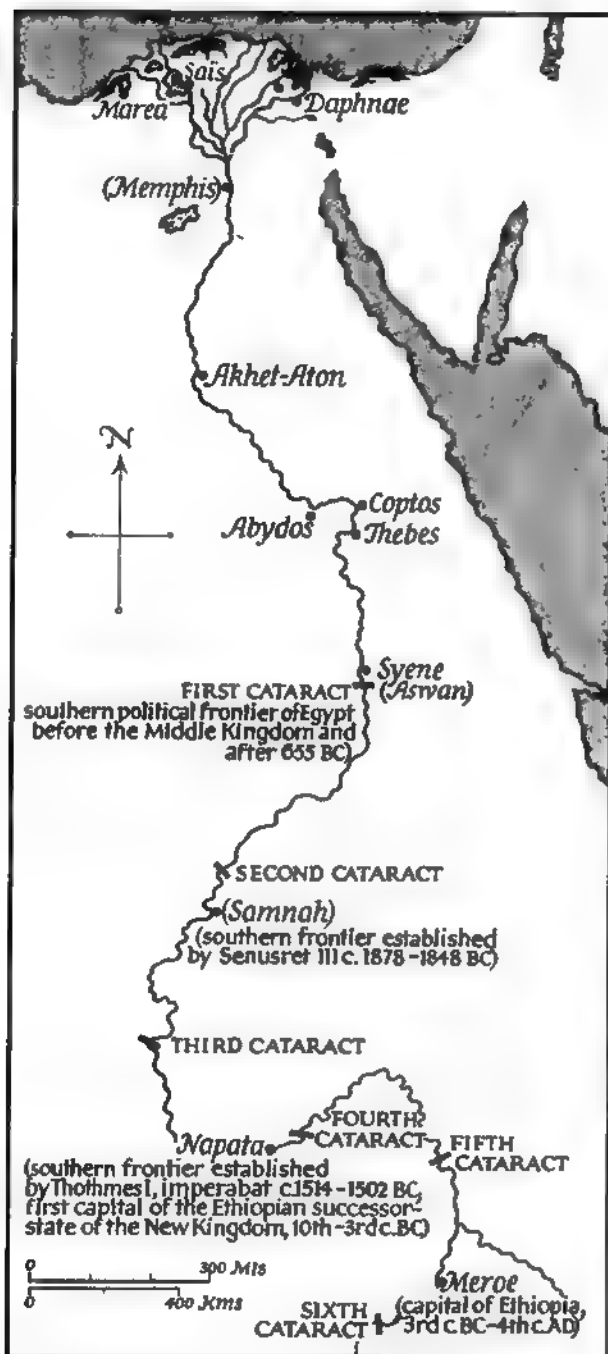 Saïs
Marea
Daphnae
(Memphis)
Akhet-Aton
N
Coptos
Abydos
Thebes
Syene
(Aswan)
FIRST CATARACT
southern political frontier of Egypt
before the Middle Kingdom and
after 655 BC)
SECOND CATARACT
(Samnah)
(southern frontier established
by Senusret III c. 1878-1848 BC)
THIRD CATARACT
FOURTH
CATARACT
Napata
FIFTH
CATARACT
(southern frontier established
by Thothmes I, imperabat c.1514-1502 BC,
first capital of the Ethiopian successor-
state of the New Kingdom, 10th-3rd c. BC)
0 300 Mls
0 400 Kms
Meroe
(capital of Ethiopia,
3rd c. BC-4th c. AD)
SIXTH
CATARACT